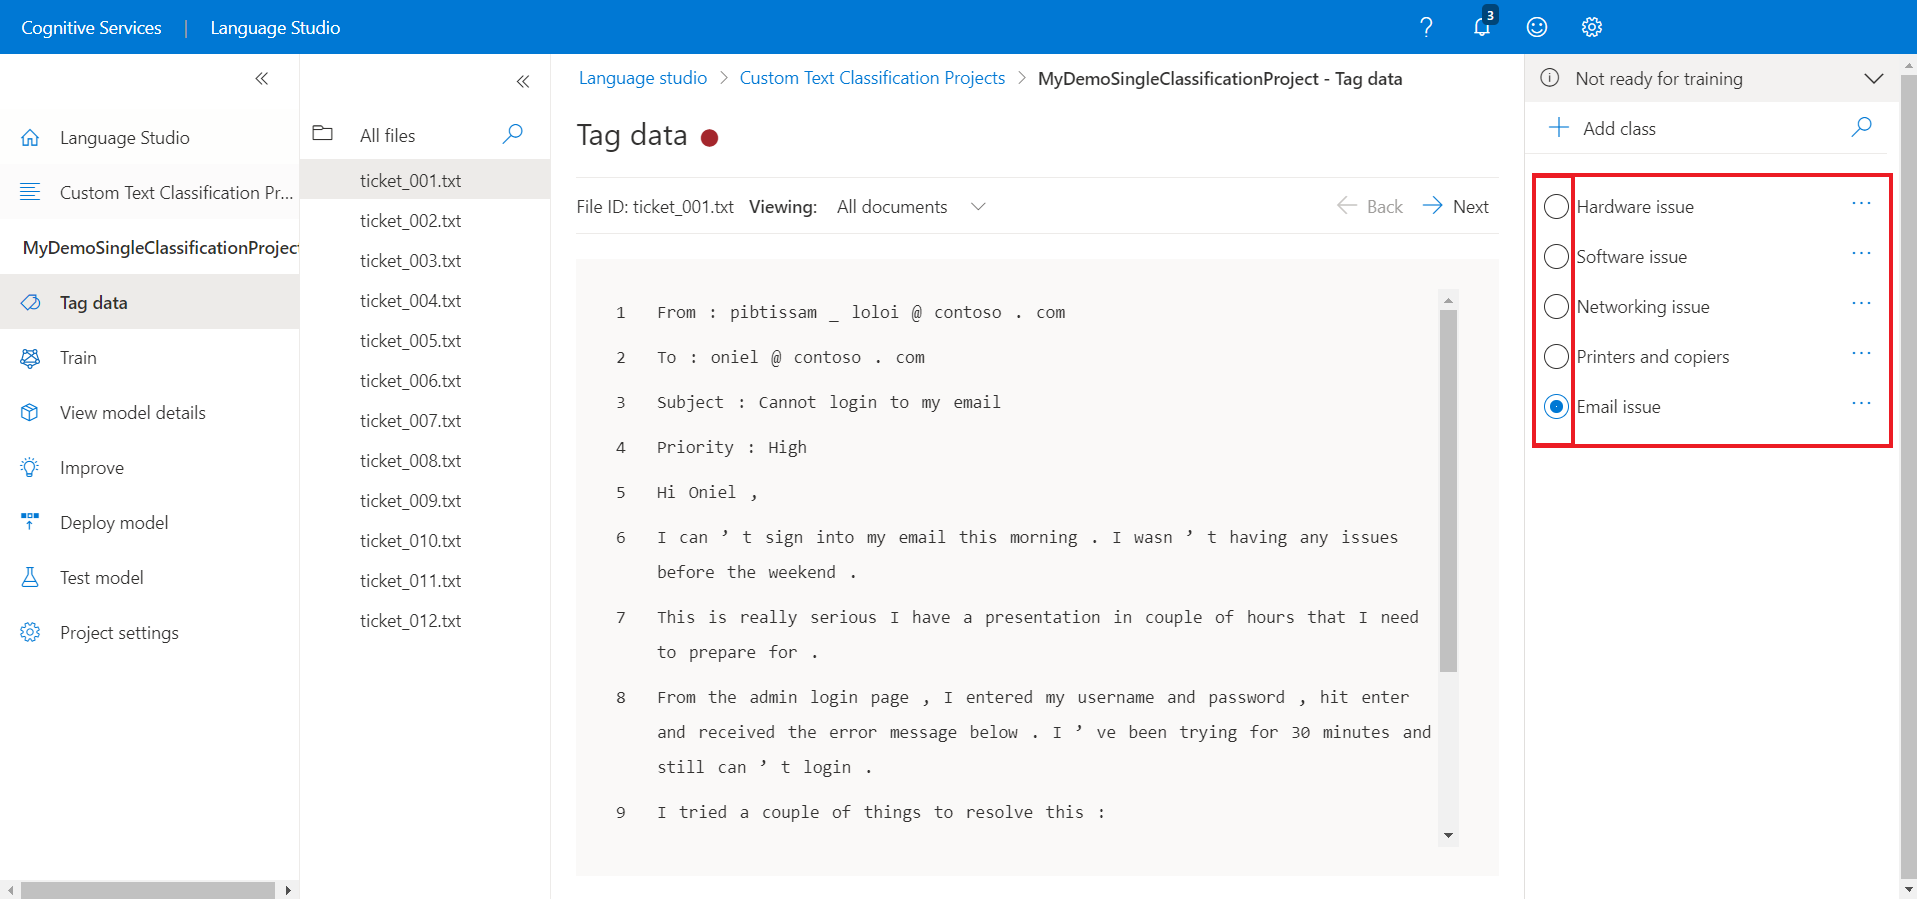 Cognitive Services | Language Studio
3
Language Studio
Custom Text Classification Pr...
MyDemoSingleClassificationProject
Tag data
Train
View model details
Improve
Deploy model
Test model
Project settings
All files
ticket_001.txt
ticket_002.txt
ticket_003.txt
ticket_004.txt
ticket_005.txt
ticket_006.txt
ticket_007.txt
ticket_008.txt
ticket_009.txt
ticket_010.txt
ticket_011.txt
ticket_012.txt
Language studio > Custom Text Classification Projects > MyDemoSingleClassificationProject - Tag data
Tag data
File ID: ticket_001.txt Viewing: All documents
Back Next
1 From : pibtissam _ loloi @ contoso . com
2 To : oniel @ contoso . com
3 Subject : Cannot login to my email
4 Priority : High
5 Hi Oniel ,
6 I can ’ t sign into my email this morning . I wasn ’ t having any issues
before the weekend .
7 This is really serious I have a presentation in couple of hours that I need
to prepare for .
8 From the admin login page , I entered my username and password , hit enter
and received the error message below . I ’ ve been trying for 30 minutes and
still can ’ t login .
9 I tried a couple of things to resolve this :
Not ready for training
Add class
Hardware issue ...
Software issue ...
Networking issue ...
Printers and copiers ...
Email issue ...